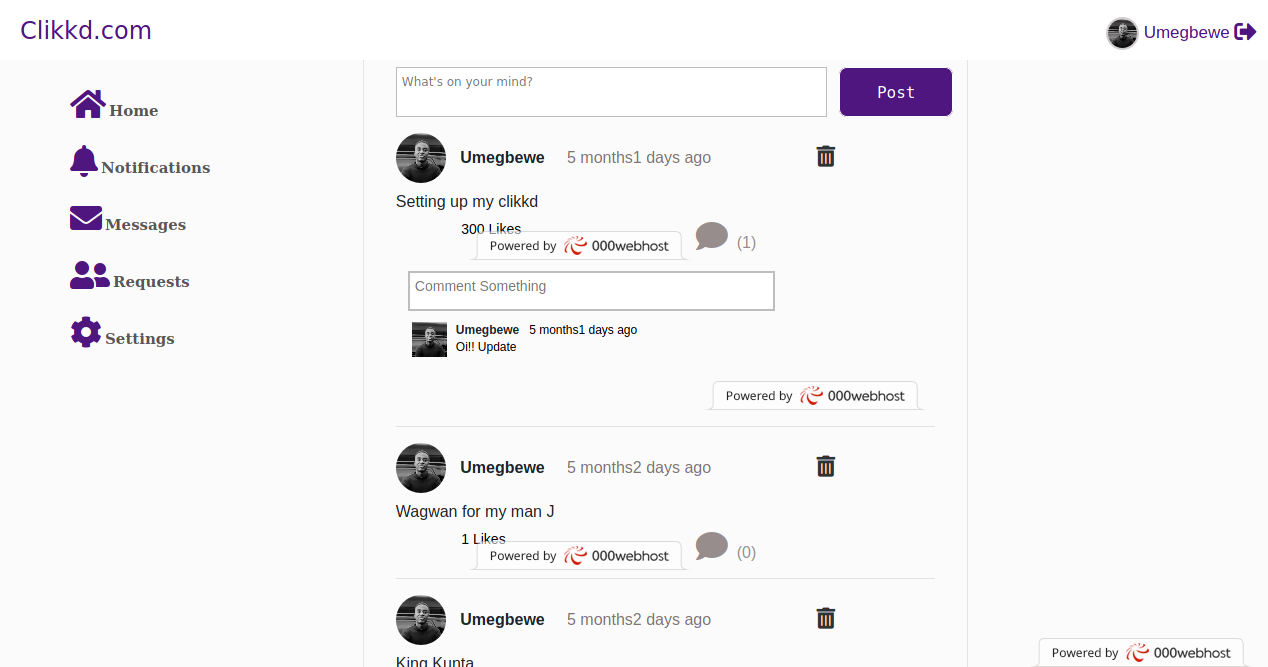 Clikkd.com
Umegbewe
Home
Notifications
Messages
Requests
Settings
What's on your mind?
Post
Umegbewe 5 months1 days ago
Setting up my clikkd
300 Likes
Powered by 000webhost
(1)
Comment Something
Umegbewe 5 months1 days ago
Oi!! Update
Powered by 000webhost
Umegbewe 5 months2 days ago
Wagwan for my man J
1 Likes
Powered by 000webhost
(0)
Umegbewe 5 months2 days ago
King Kunta
Powered by 000webhost